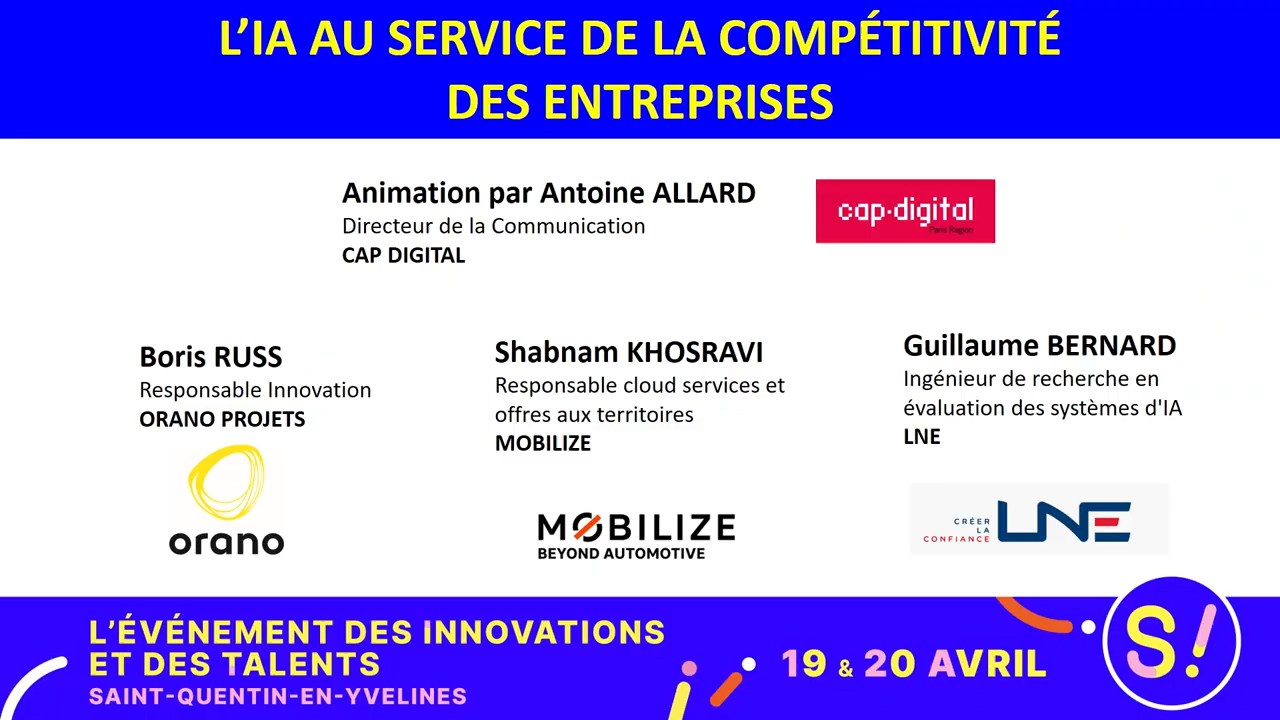 L'IA AU SERVICE DE LA COMPÉTITIVITÉ
DES ENTREPRISES
Animation par Antoine ALLARD
Directeur de la Communication
CAP DIGITAL
cap·digital
Paris Region
Boris RUSS
Responsable Innovation
ORANO PROJETS
orano
Shabnam KHOSRAVI
Responsable cloud services et
offres aux territoires
MOBILIZE
MOBILIZE
BEYOND AUTOMOTIVE
Guillaume BERNARD
Ingénieur de recherche en
évaluation des systèmes d'IA
LNE
CRÉER
LA
CONFIANCE
LNE
L'ÉVÉNEMENT DES INNOVATIONS
ET DES TALENTS
SAINT-QUENTIN-EN-YVELINES
19 & 20 AVRIL
S!